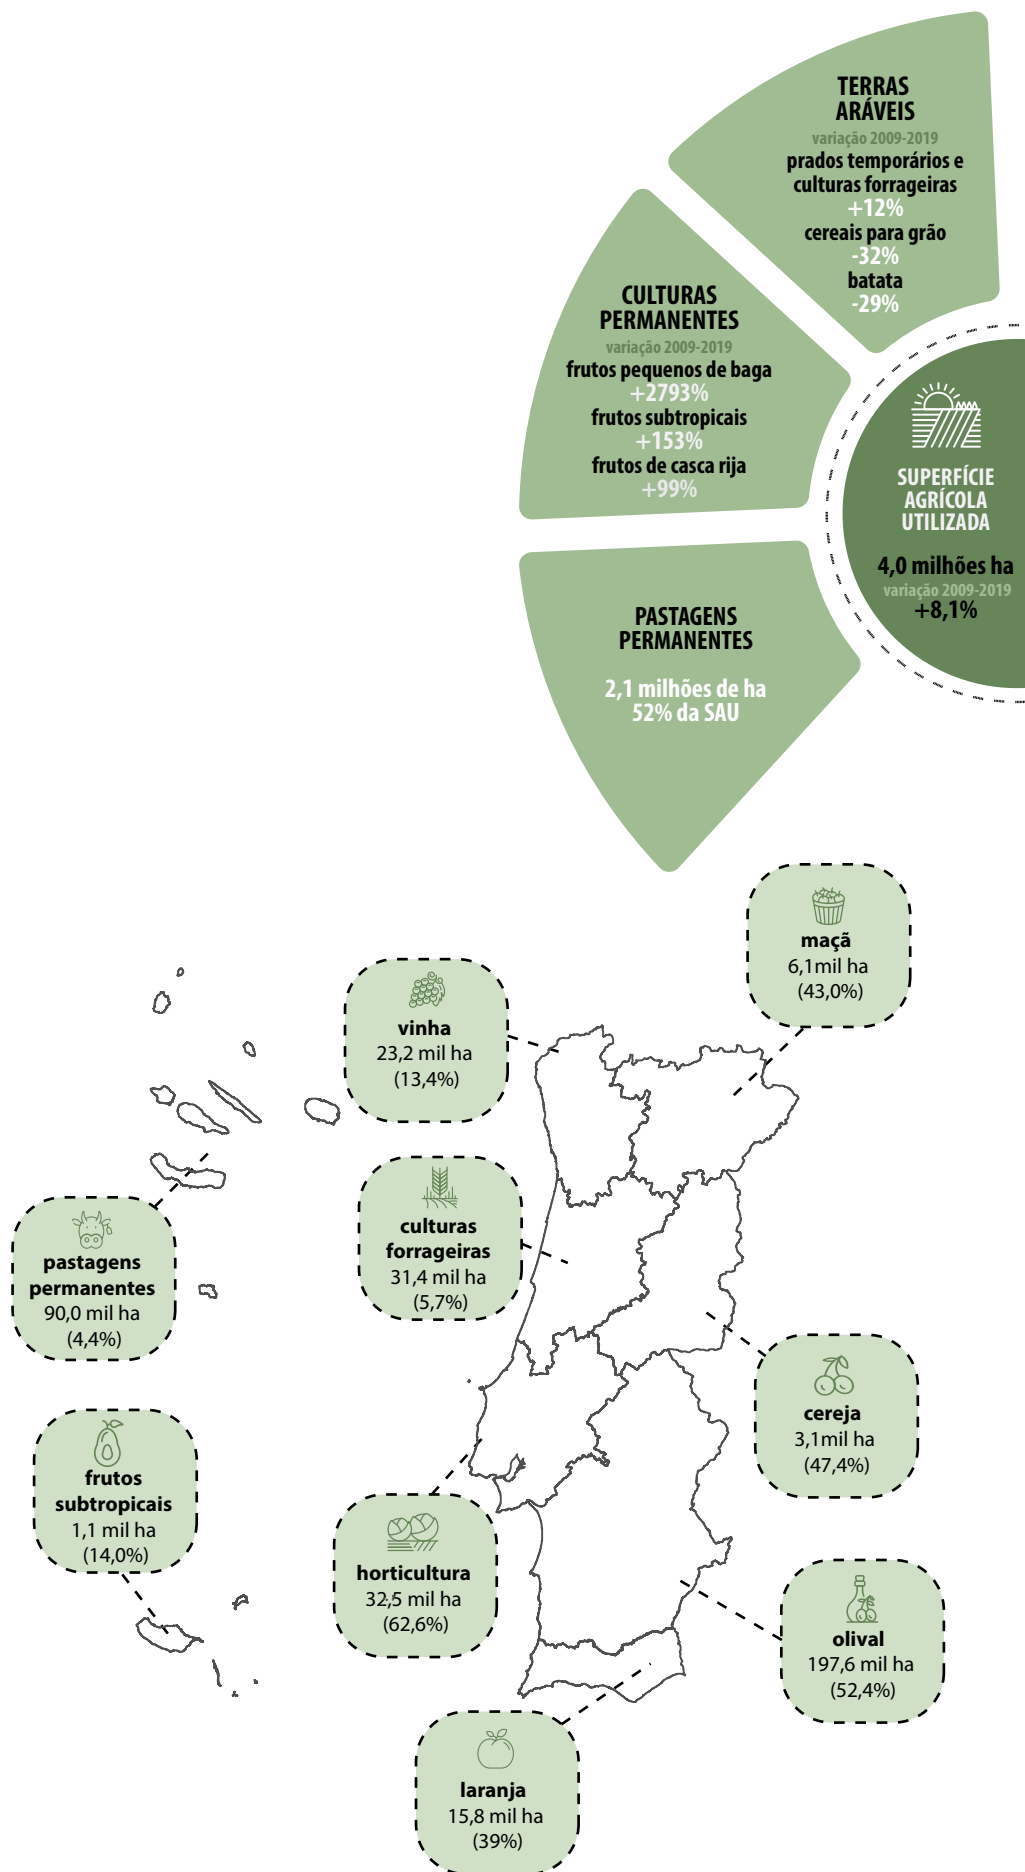 TERRAS
ARÁVEIS
variação 2009-2019
prados temporários e
culturas forrageiras
+12%
cereais para grão
-32%
batata
-29%
CULTURAS
PERMANENTES
variação 2009-2019
frutos pequenos de baga
+2793%
frutos subtropicais
+153%
frutos de casca rija
+99%
SUPERFÍCIE
AGRÍCOLA
UTILIZADA
4,0 milhões ha
variação 2009-2019
+8,1%
PASTAGENS
PERMANENTES
2,1 milhões de ha
52% da SAU
maçã
6,1mil ha
(43,0%)
vinha
23,2 mil ha
(13,4%)
culturas
forrageiras
31,4 mil ha
(5,7%)
pastagens
permanentes
90,0 mil ha
(4,4%)
cereja
3,1mil ha
(47,4%)
frutos
subtropicais
1,1 mil ha
(14,0%)
horticultura
32,5 mil ha
(62,6%)
olival
197,6 mil ha
(52,4%)
laranja
15,8 mil ha
(39%)